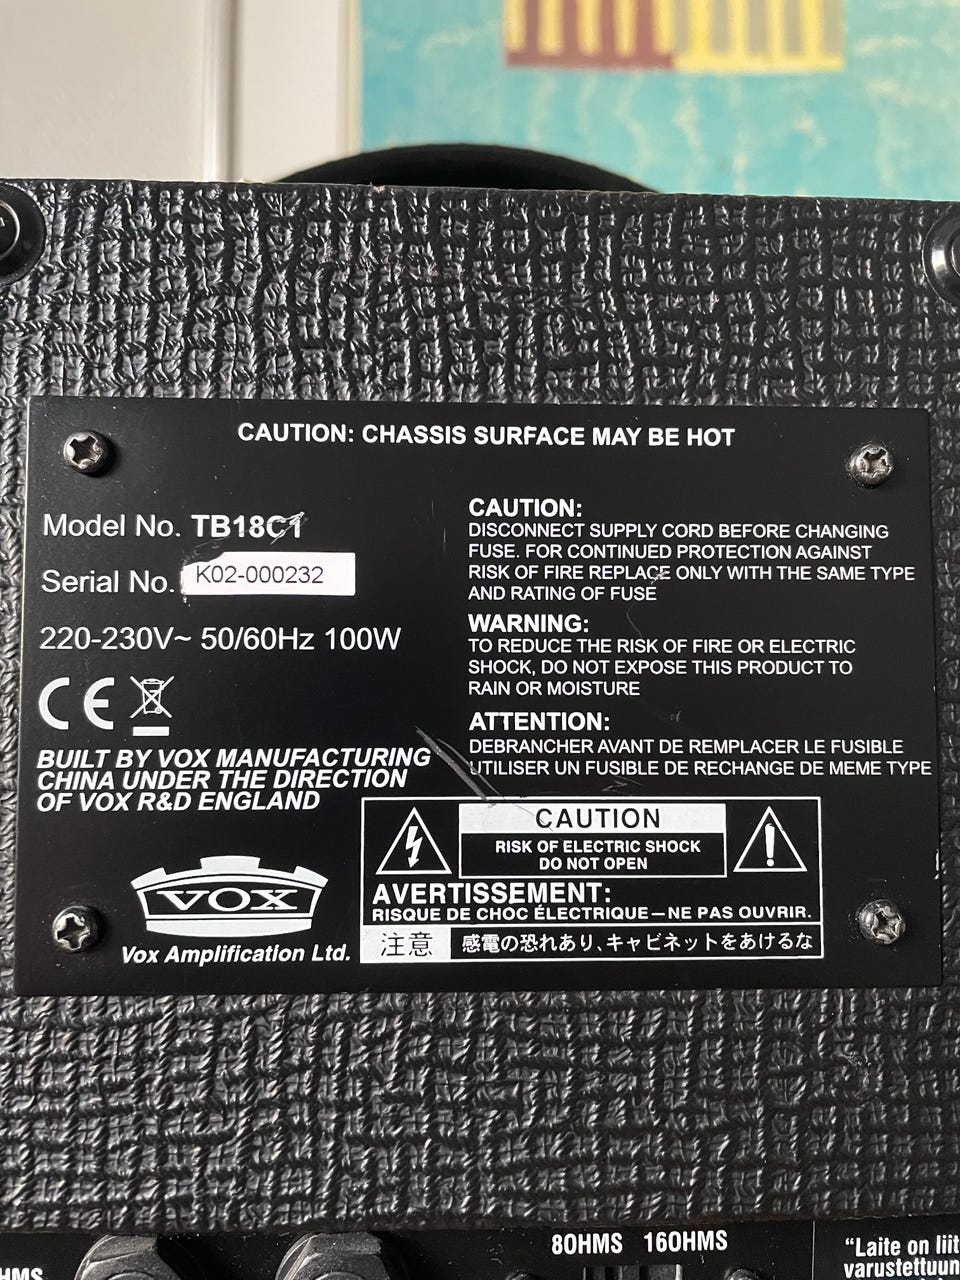 CAUTION: CHASSIS SURFACE MAY BE HOT
Model No. TB18C1
Serial No. K02-000232
220-230V~ 50/60Hz 100W
BUILT BY VOX MANUFACTURING
CHINA UNDER THE DIRECTION
OF VOX R&D ENGLAND
VOX
Vox Amplification Ltd.
CAUTION:
DISCONNECT SUPPLY CORD BEFORE CHANGING
FUSE. FOR CONTINUED PROTECTION AGAINST
RISK OF FIRE REPLACE ONLY WITH THE SAME TYPE
AND RATING OF FUSE
WARNING:
TO REDUCE THE RISK OF FIRE OR ELECTRIC
SHOCK, DO NOT EXPOSE THIS PRODUCT TO
RAIN OR MOISTURE
ATTENTION:
DEBRANCHER AVANT DE REMPLACER LE FUSIBLE
UTILISER UN FUSIBLE DE RECHANGE DE MEME TYPE
CAUTION
RISK OF ELECTRIC SHOCK
DO NOT OPEN
AVERTISSEMENT:
RISQUE DE CHOC ÉLECTRIQUE—NE PAS OUVRIR.
注意 感電の恐れあり、キャビネットをあけるな
8OHMS 16OHMS
"Laite on